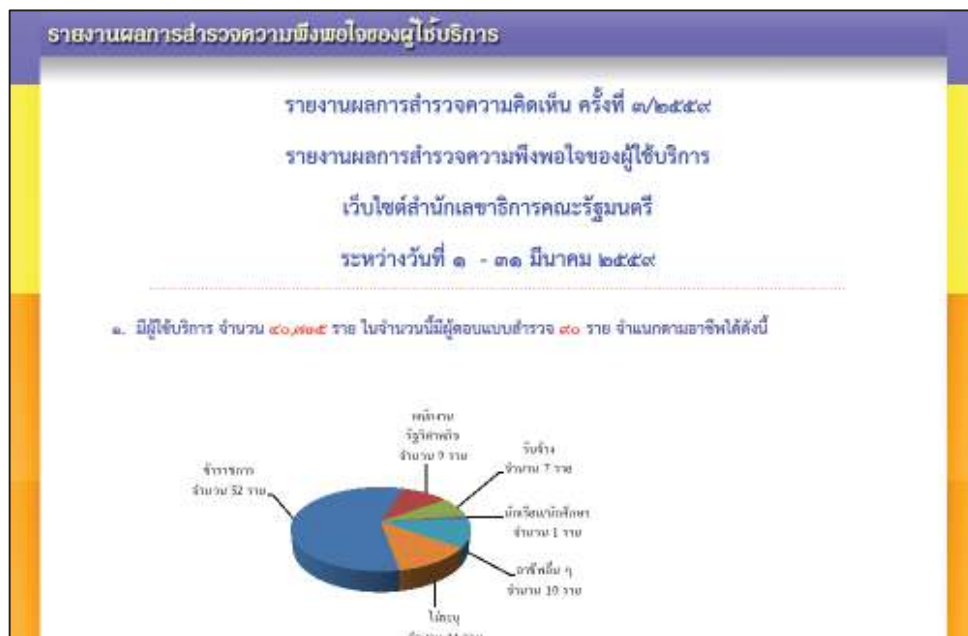 รายงานผลการสำรวจความพึงพอใจของผู้ใช้บริการ
รายงานผลการสำรวจความคิดเห็น ครั้งที่ ๓/๒๕๕๙
รายงานผลการสำรวจความพึงพอใจของผู้ใช้บริการ
เว็บไซต์สำนักเลขาธิการคณะรัฐมนตรี
ระหว่างวันที่ ๑ - ๓๑ มีนาคม ๒๕๕๙
๑. มีผู้ใช้บริการ จำนวน ราย ในจำนวนนี้มีผู้ตอบแบบสำรวจ ๙๐ ราย จำแนกตามอาชีพได้ดังนี้
พนักงาน
รัฐวิสาหกิจ
จำนวน 9 ราย
รับจ้าง
จำนวน 7 ราย
ข้าราชการ
จำนวน 52 ราย
นักเรียน/นักศึกษา
จำนวน 1 ราย
อาชีพอื่น ๆ
จำนวน 10 ราย
ไม่ระบุ